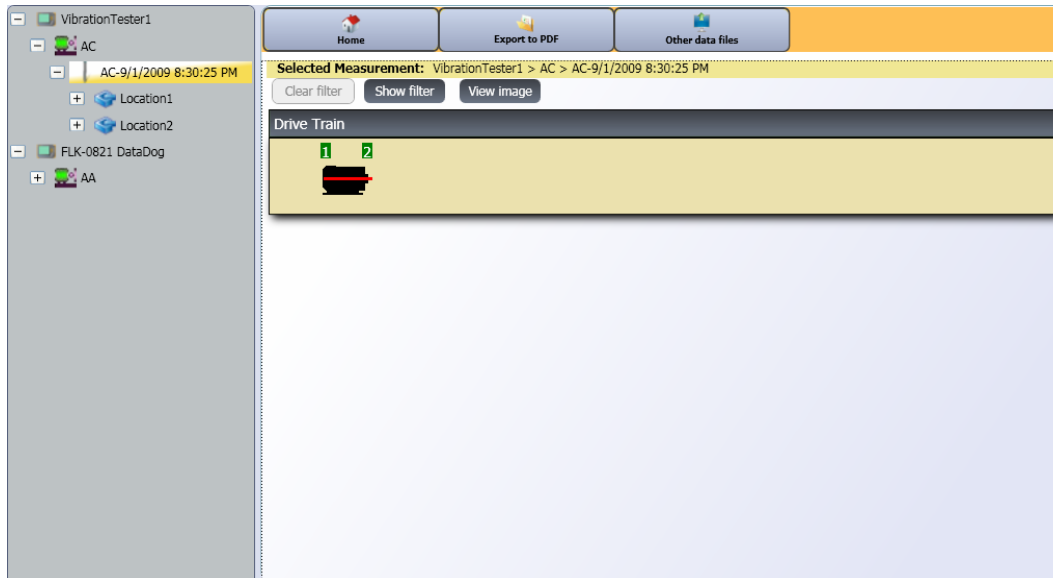 VibrationTester1
AC
AC-9/1/2009 8:30:25 PM
Location1
Location2
FLK-0821 DataDog
AA
Home
Export to PDF
Other data files
Selected Measurement: VibrationTester1 > AC > AC-9/1/2009 8:30:25 PM
Clear filter
Show filter
View image
Drive Train
1 2